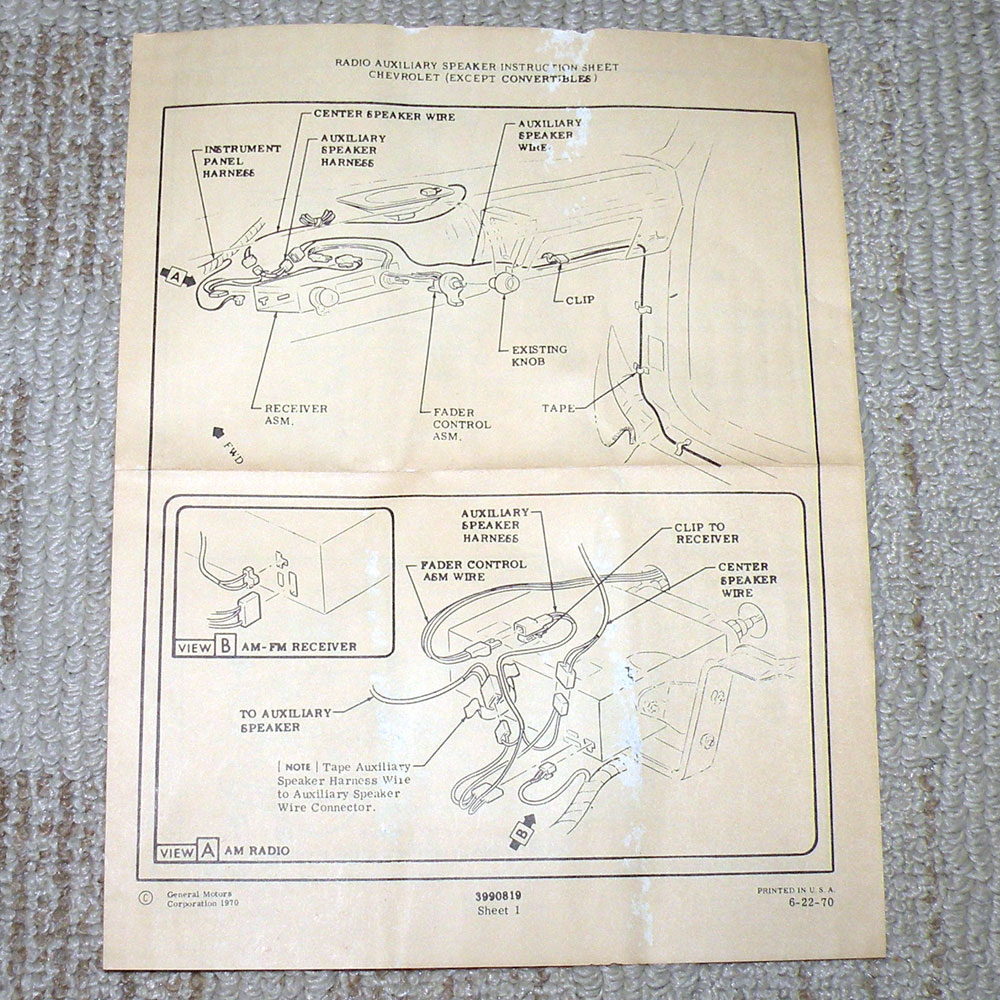 RADIO AUXILIARY SPEAKER INSTRUCTION SHEET
CHEVROLET (EXCEPT CONVERTIBLES)
CENTER SPEAKER WIRE
AUXILIARY
SPEAKER
HARNESS
AUXILIARY
SPEAKER
WIRE
INSTRUMENT
PANEL
HARNESS
A
CLIP
EXISTING
KNOB
RECEIVER
ASM.
FADER
CONTROL
ASM.
TAPE
FWD
AUXILIARY
SPEAKER
HARNESS
CLIP TO
RECEIVER
FADER CONTROL
ASM WIRE
CENTER
SPEAKER
WIRE
VIEW B AM-FM RECEIVER
TO AUXILIARY
SPEAKER
NOTE Tape Auxiliary
Speaker Harness Wire
to Auxiliary Speaker
Wire Connector.
B
VIEW A AM RADIO
© General Motors
Corporation 1970
3990819
Sheet 1
PRINTED IN U. S. A.
6-22-70